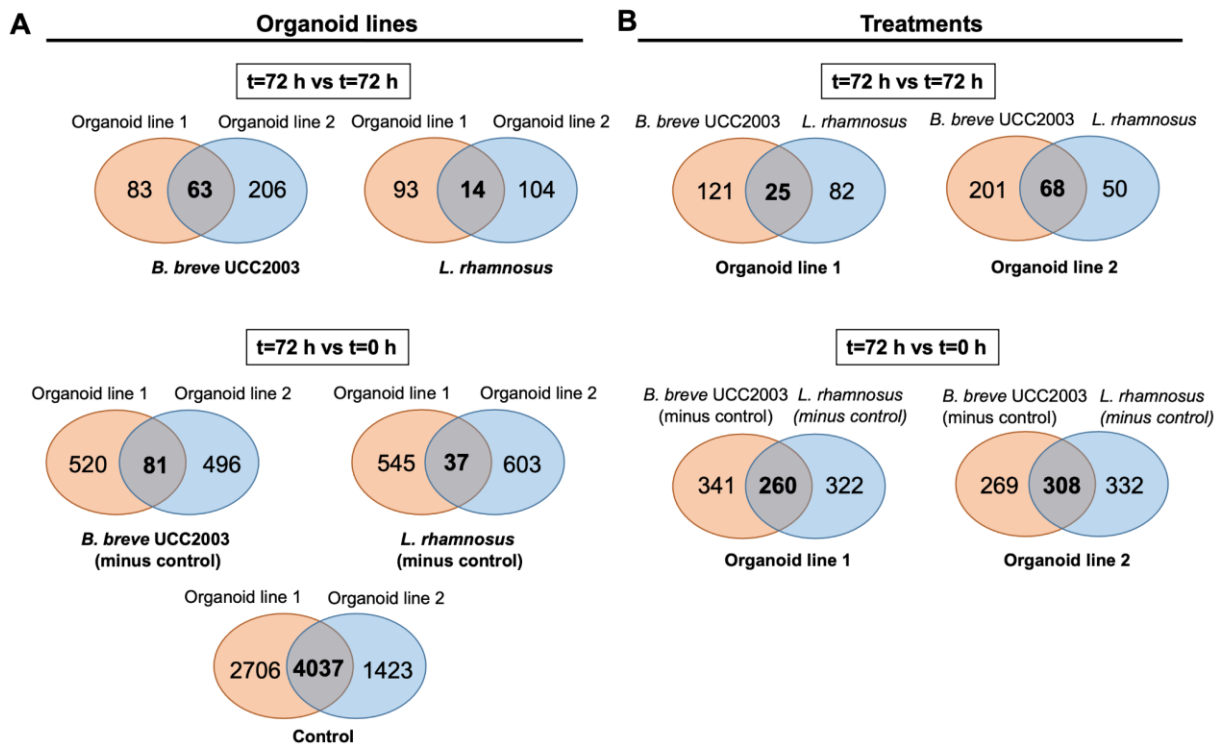 A
Organoid lines
t=72 h vs t=72 h
Organoid line 1
Organoid line 2
83
63
206
B. breve UCC2003
Organoid line 1
Organoid line 2
93
14
104
L. rhamnosus
t=72 h vs t=0 h
Organoid line 1
Organoid line 2
520
81
496
B. breve UCC2003
(minus control)
Organoid line 1
Organoid line 2
545
37
603
L. rhamnosus
(minus control)
Organoid line 1
Organoid line 2
2706
4037
1423
Control
B
Treatments
t=72 h vs t=72 h
B. breve UCC2003
L. rhamnosus
121
25
82
Organoid line 1
B. breve UCC2003
L. rhamnosus
201
68
50
Organoid line 2
t=72 h vs t=0 h
B. breve UCC2003
(minus control)
L. rhamnosus
(minus control)
341
260
322
Organoid line 1
B. breve UCC2003
(minus control)
L. rhamnosus
(minus control)
269
308
332
Organoid line 2